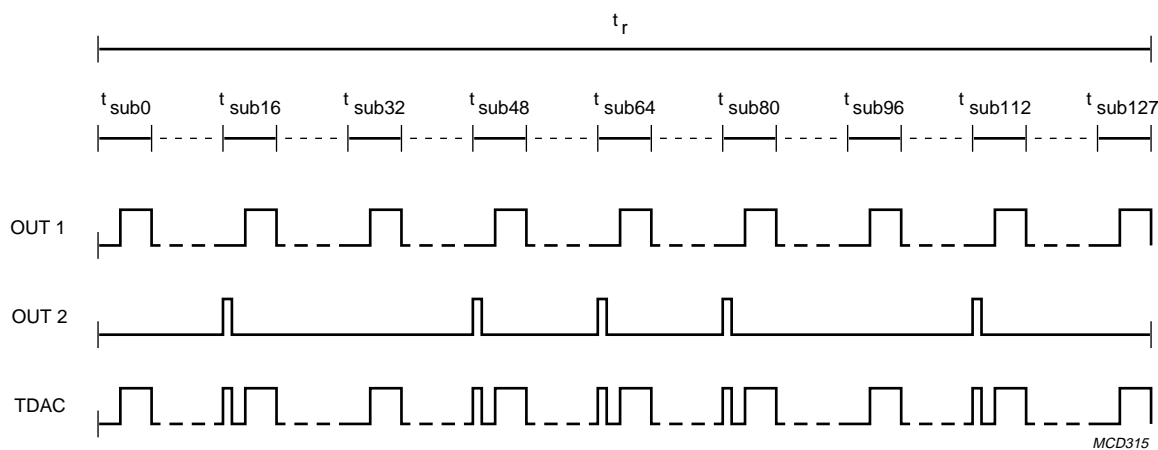 t r
t sub0 t sub16 t sub32 t sub48 t sub64 t sub80 t sub96 t sub112 t sub127
OUT 1
OUT 2
TDAC
MCD315